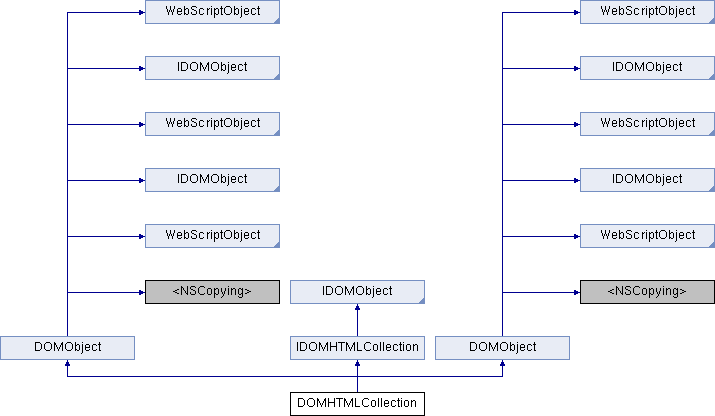 WebScriptObject WebScriptObject
IDOMObject IDOMObject
WebScriptObject WebScriptObject
IDOMObject IDOMObject
WebScriptObject WebScriptObject
<NSCopying> IDOMObject <NSCopying>
DOMObject IDOMHTMLCollection DOMObject
DOMHTMLCollection